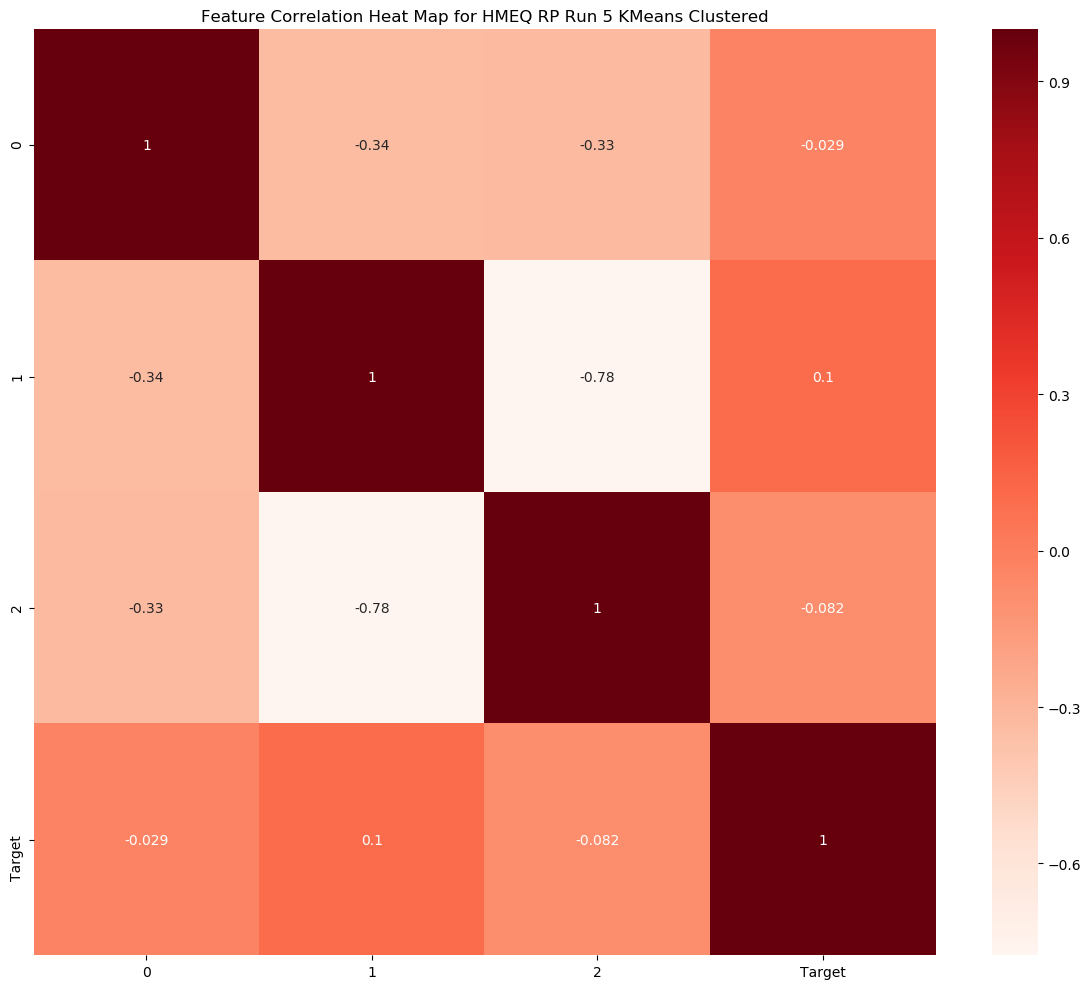 Feature Correlation Heat Map for HMEQ RP Run 5 KMeans Clustered
0 1 -0.34 -0.33 -0.029
1 -0.34 1 -0.78 0.1
2 -0.33 -0.78 1 -0.082
Target -0.029 0.1 -0.082 1
0 1 2 Target
0.9
0.6
0.3
0.0
−0.3
−0.6